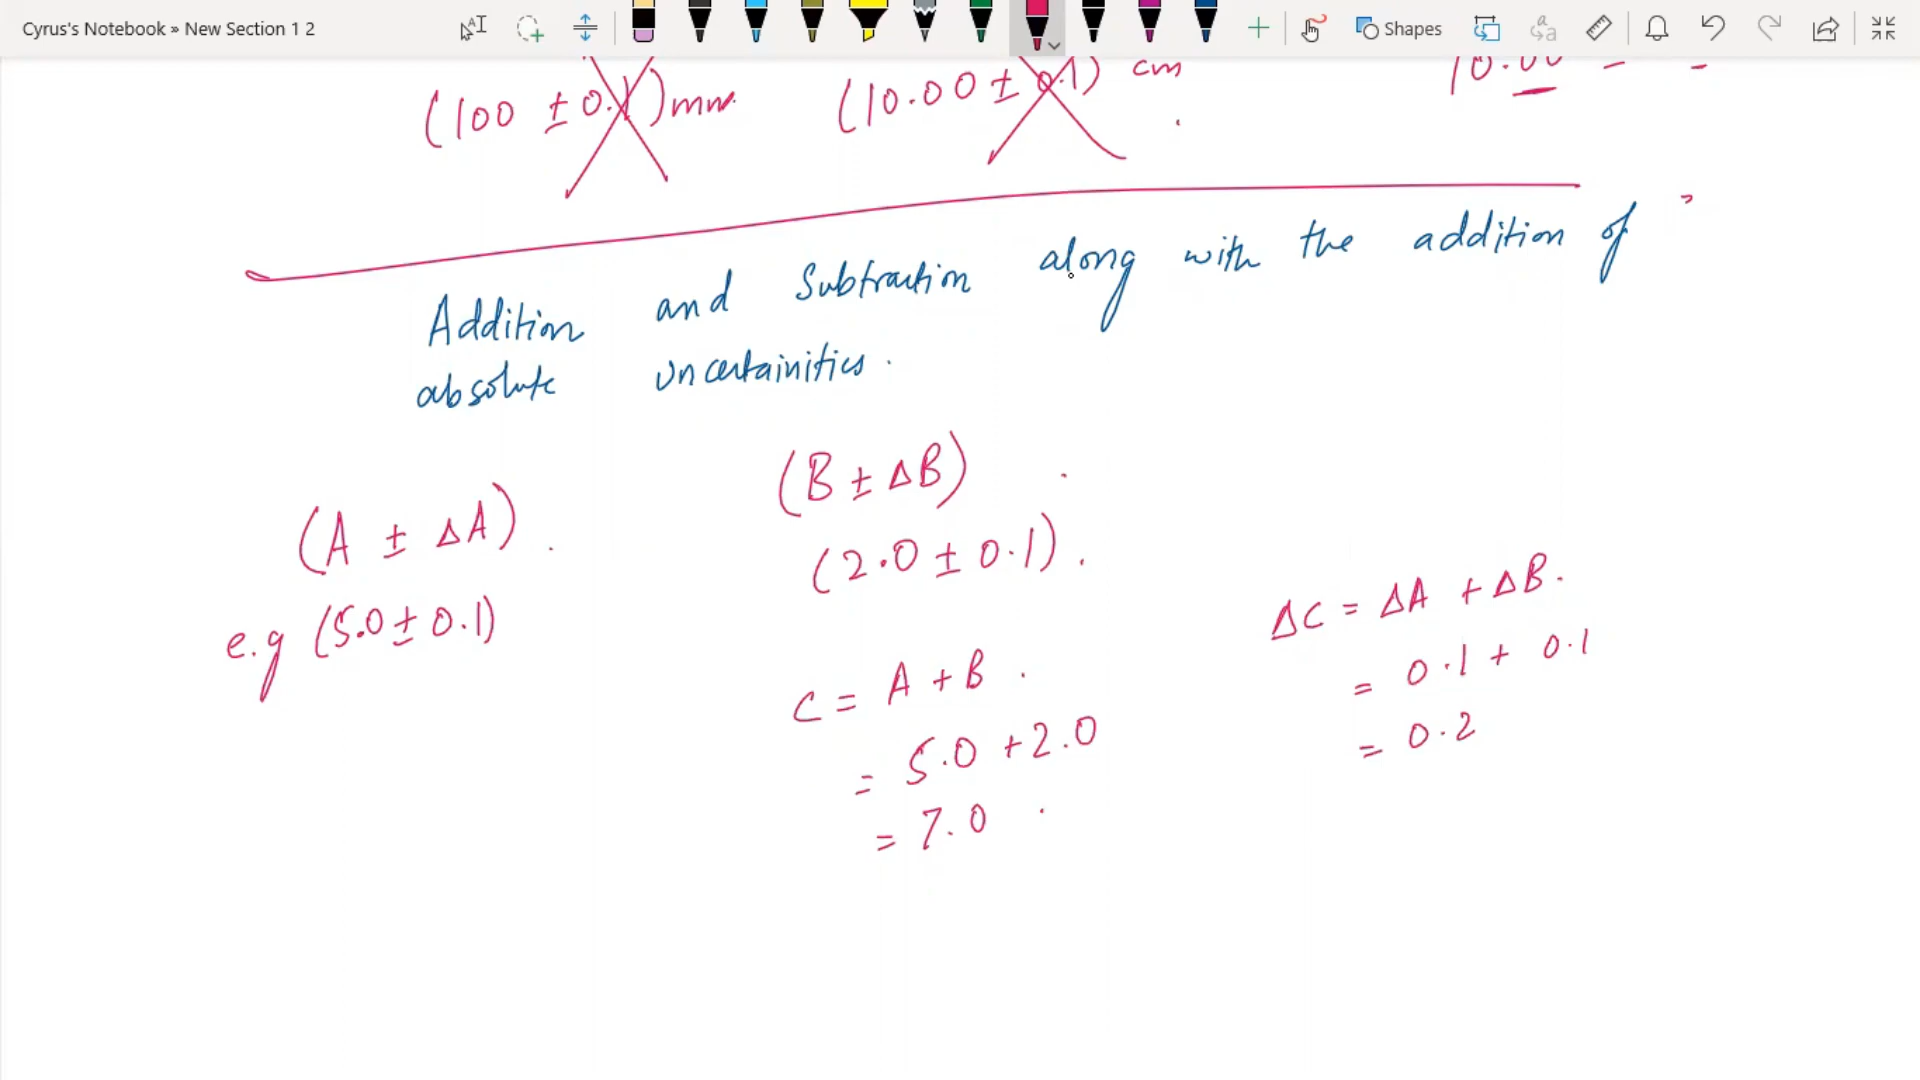 Cyrus's Notebook » New Section 1 2
Shapes
(100 ± 0.1)mm (10.00 ± 0.1) cm 10.00 ±
Addition and Subtraction along with the addition of
absolute uncertainities.
(A ± ΔA). (B ± ΔB)
e.g (5.0 ± 0.1) (2.0 ± 0.1).
C = A + B.
= 5.0 + 2.0
= 7.0
ΔC = ΔA + ΔB.
= 0.1 + 0.1
= 0.2